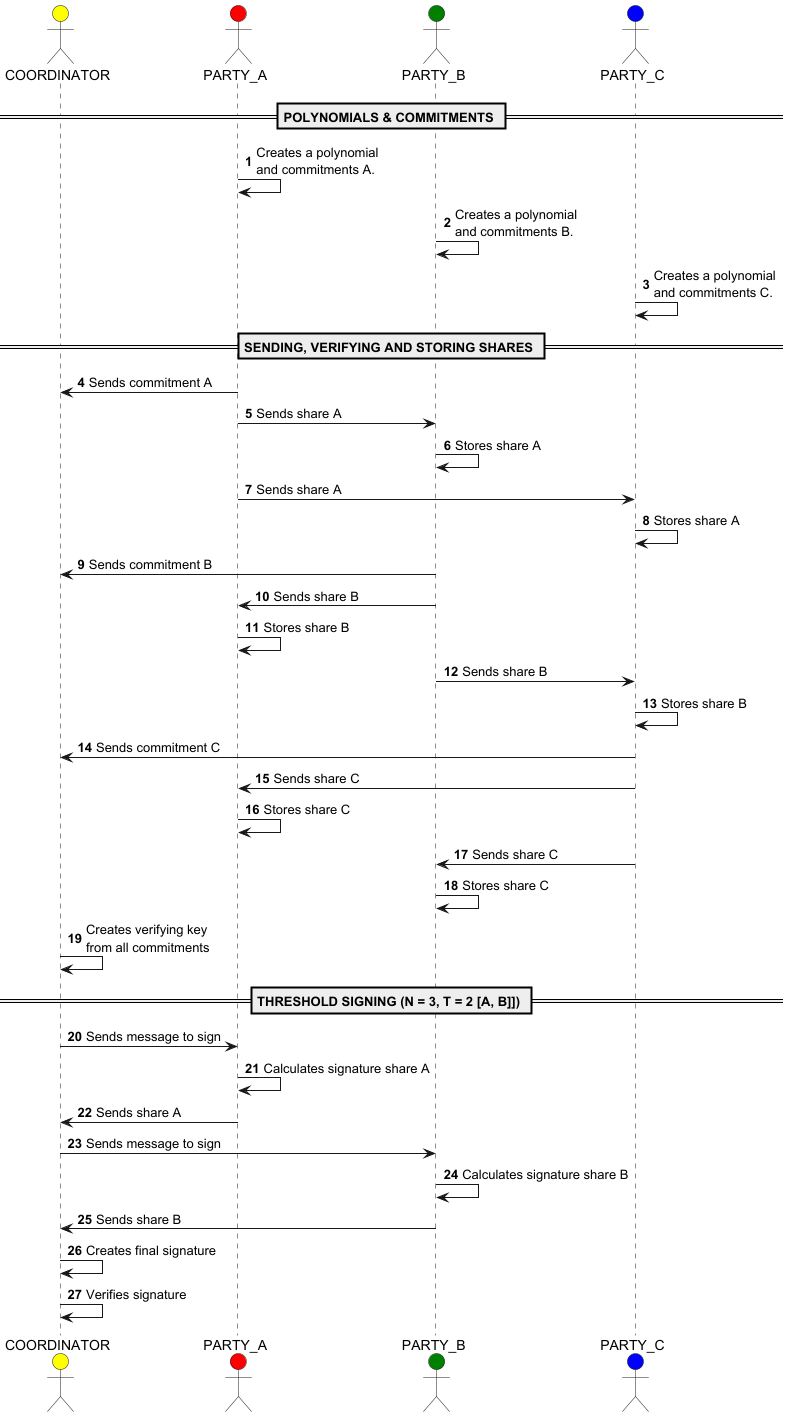 COORDINATOR PARTY_A PARTY_B PARTY_C
POLYNOMIALS & COMMITMENTS
1 Creates a polynomial
and commitments A.
2 Creates a polynomial
and commitments B.
3 Creates a polynomial
and commitments C.
SENDING, VERIFYING AND STORING SHARES
4 Sends commitment A
5 Sends share A
6 Stores share A
7 Sends share A
8 Stores share A
9 Sends commitment B
10 Sends share B
11 Stores share B
12 Sends share B
13 Stores share B
14 Sends commitment C
15 Sends share C
16 Stores share C
17 Sends share C
18 Stores share C
19 Creates verifying key
from all commitments
THRESHOLD SIGNING (N = 3, T = 2 [A, B]])
20 Sends message to sign
21 Calculates signature share A
22 Sends share A
23 Sends message to sign
24 Calculates signature share B
25 Sends share B
26 Creates final signature
27 Verifies signature
COORDINATOR PARTY_A PARTY_B PARTY_C